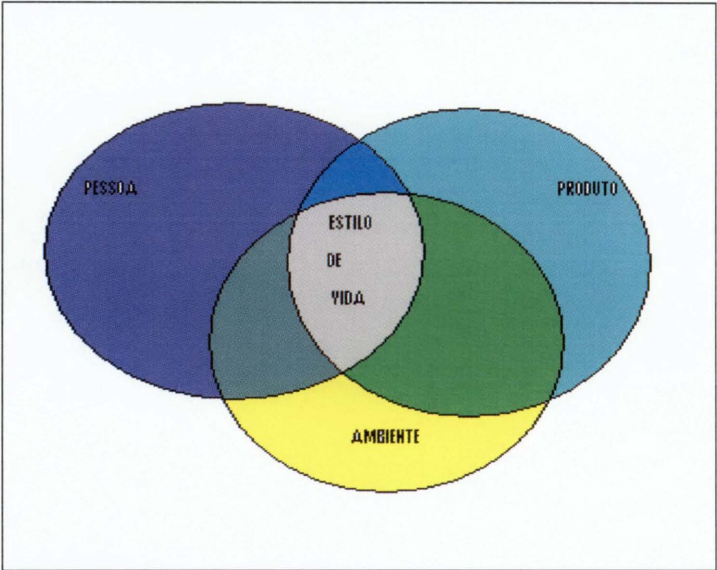 PESSOA
PRODUTO
ESTILO
DE
VIDA
AMBIENTE